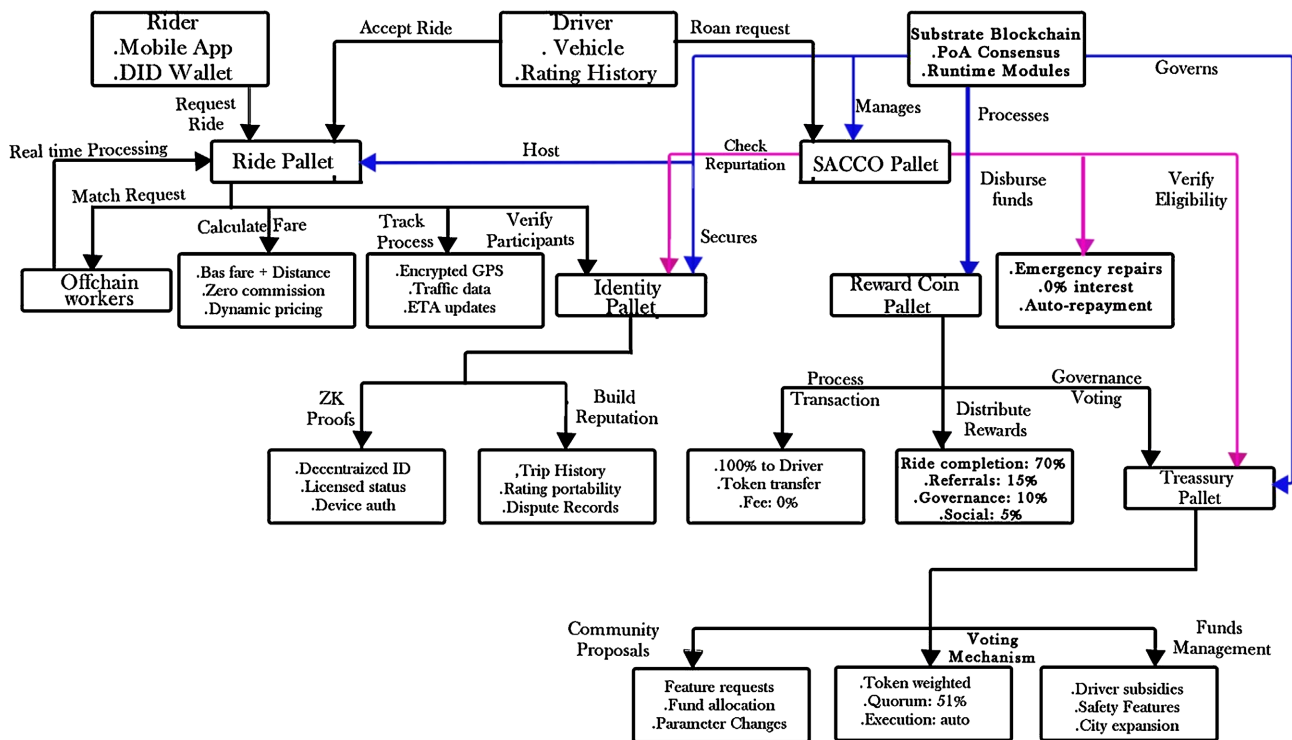 Rider
.Mobile App
.DID Wallet
Accept Ride
Driver
. Vehicle
.Rating History
Roan request
Substrate Blockchain
.PoA Consensus
.Runtime Modules
Governs
Request
Ride
Manages
Processes
Real time Processing
Ride Pallet
Host
Check
Repurtation
SACCO Pallet
Match Request
Calculate Fare
Track
Process
Verify
Participants
Secures
Disburse
funds
Verify
Eligibility
Offchain
workers
.Bas fare + Distance
.Zero commission
.Dynamic pricing
.Encrypted GPS
.Traffic data
.ETA updates
Identity
Pallet
Reward Coin
Pallet
.Emergency repairs
.0% interest
.Auto-repayment
ZK
Proofs
Build
Reputation
Process
Transaction
Distribute
Rewards
Governance
Voting
.Decentraized ID
.Licensed status
.Device auth
,Trip History
.Rating portability
.Dispute Records
.100% to Driver
.Token transfer
.Fee: 0%
Ride completion: 70%
.Referrals: 15%
.Governance: 10%
.Social: 5%
Treasury
Pallet
Community
Proposals
Voting
Mechanism
Funds
Management
Feature requests
.Fund allocation
.Parameter Changes
.Token weighted
.Quorum: 51%
.Execution: auto
.Driver subsidies
.Safety Features
.City expansion